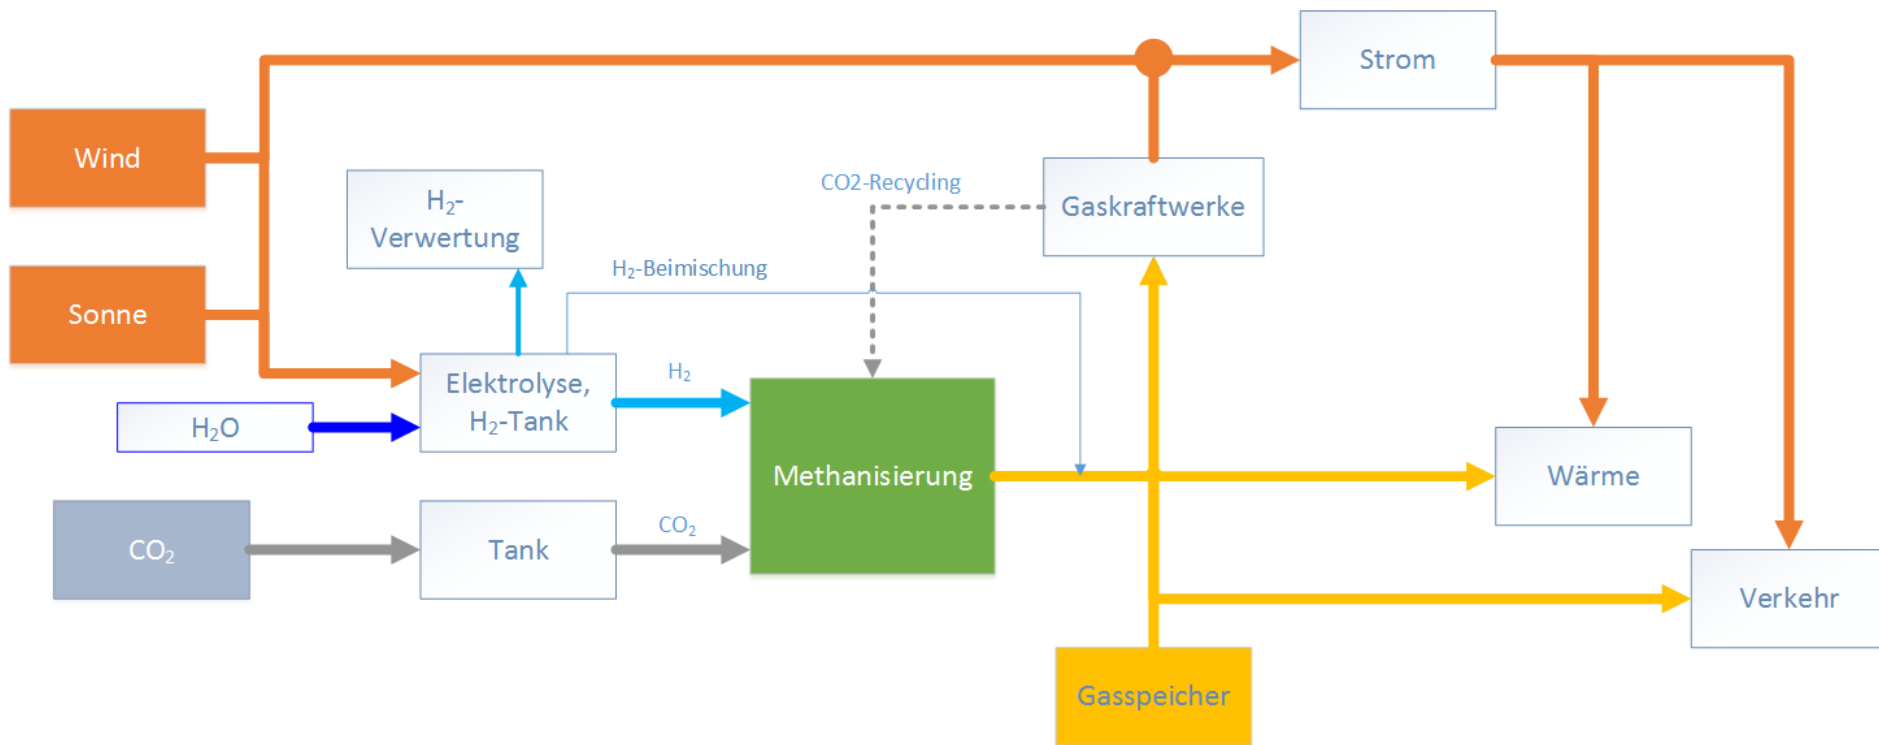 Strom
Wind
CO2-Recycling
Gaskraftwerke
H₂-
Verwertung
H₂-Beimischung
Sonne
Elektrolyse,
H₂-Tank
H₂
H₂O
Methanisierung
Wärme
CO₂
Tank
CO₂
Verkehr
Gasspeicher